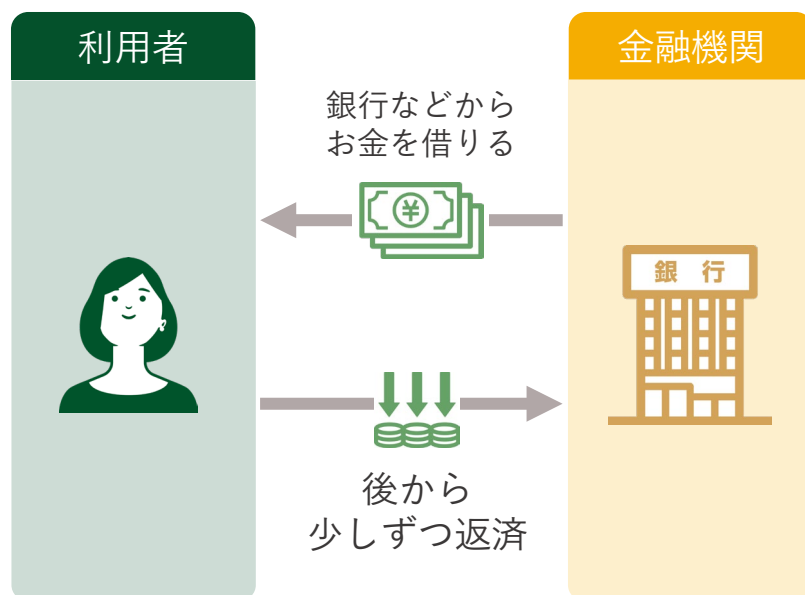 利用者
金融機関
銀行などから
お金を借りる
¥
銀行
後から
少しずつ返済